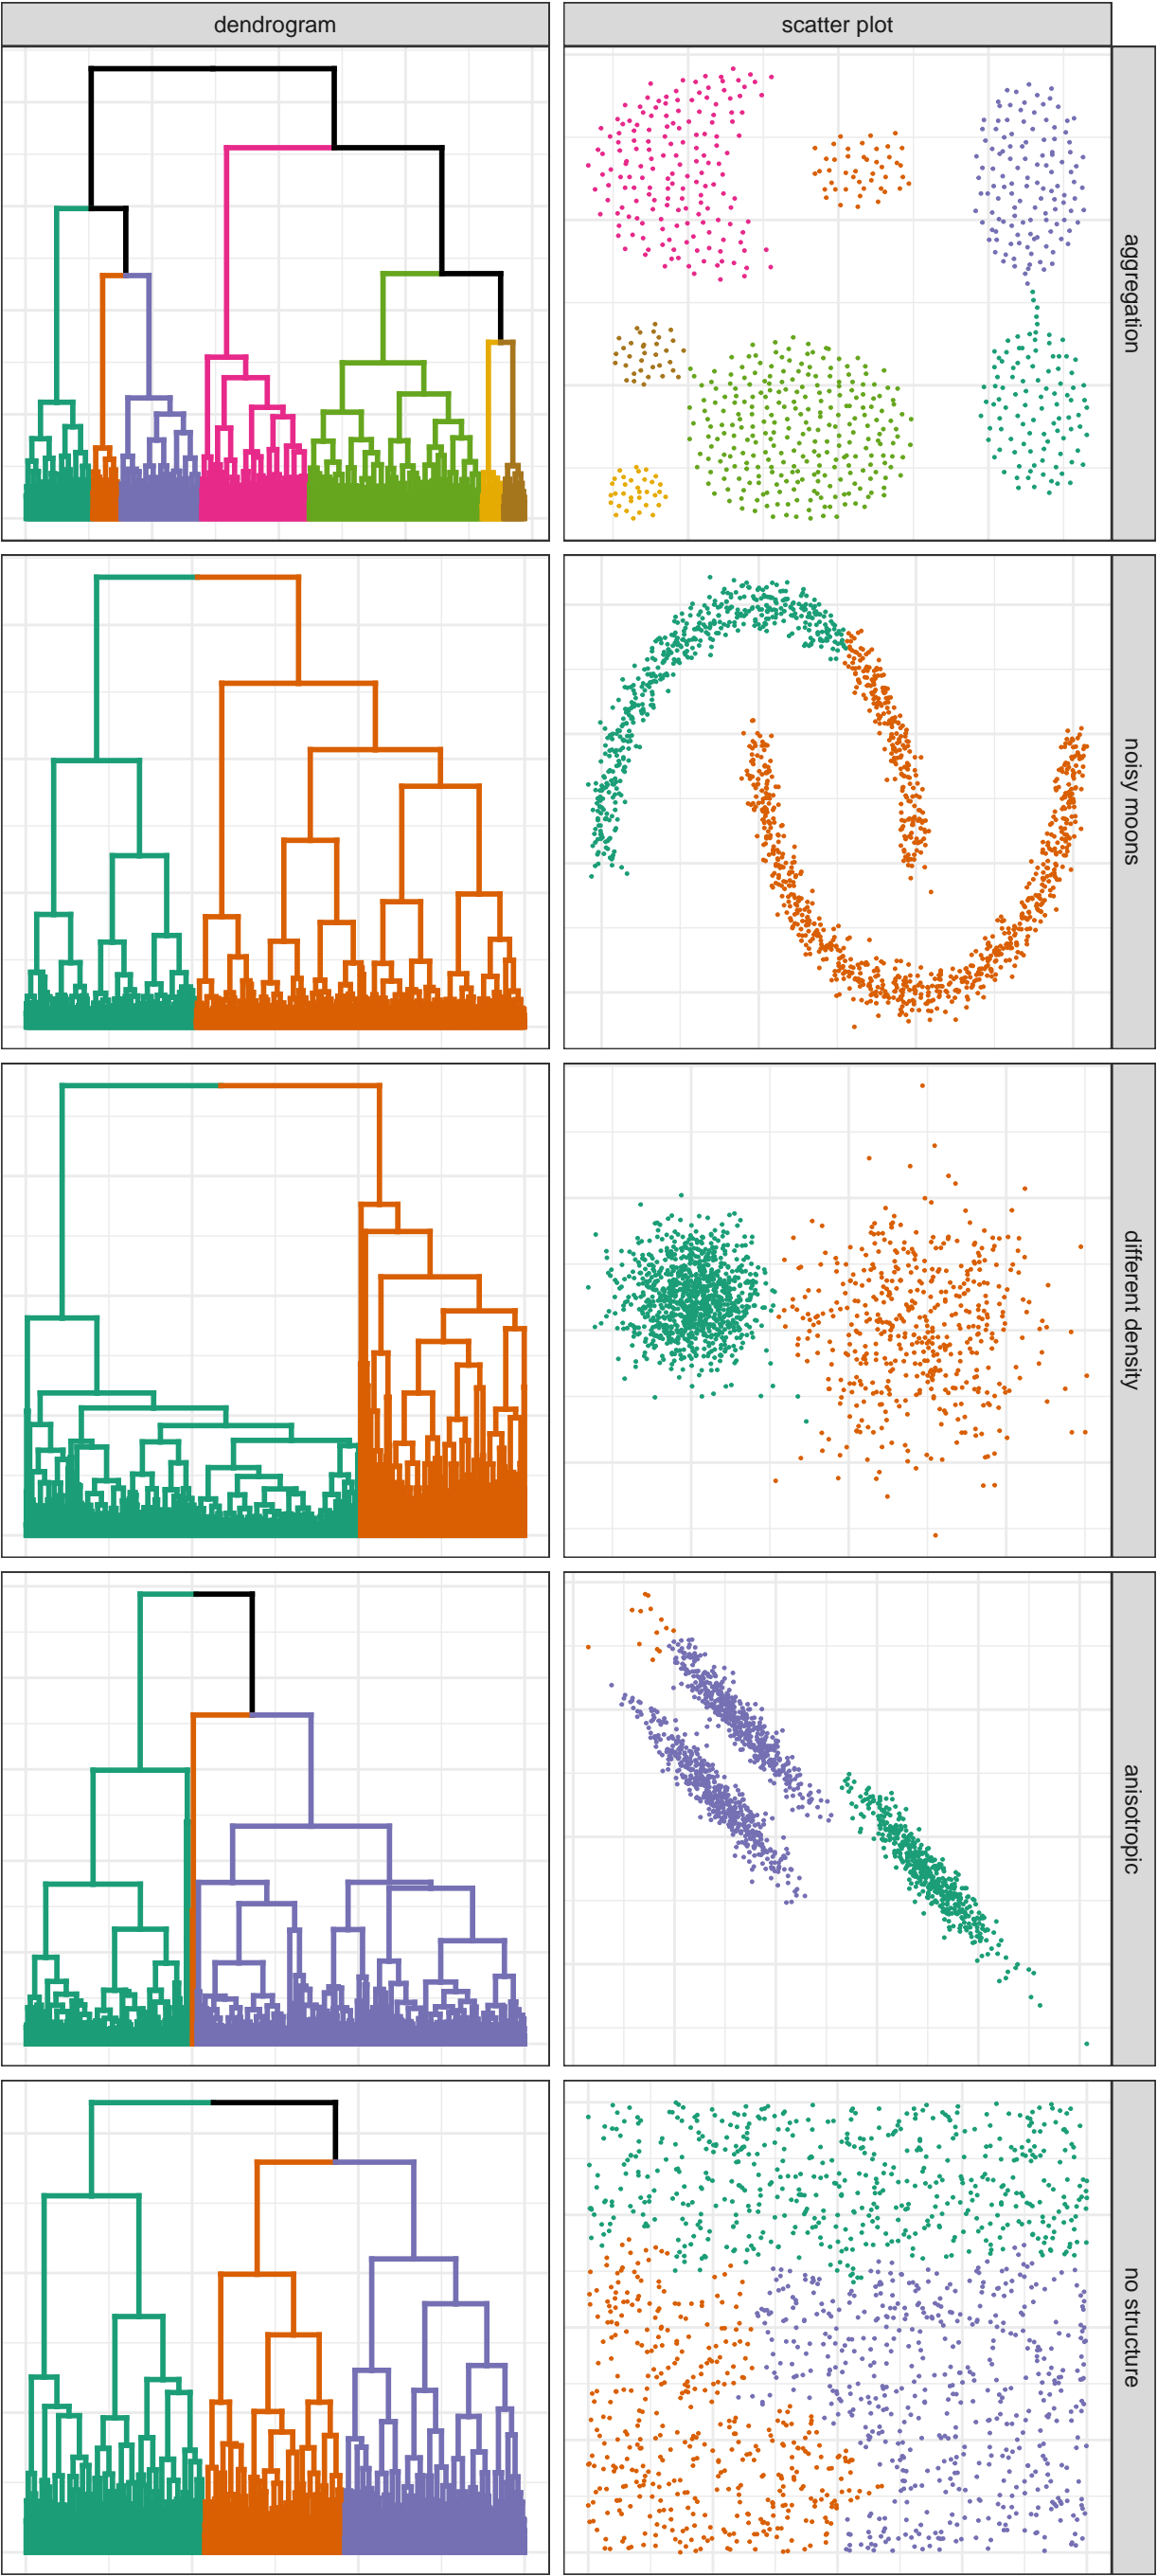 dendrogram
scatter plot
aggregation
noisy moons
different density
anisotropic
no structure